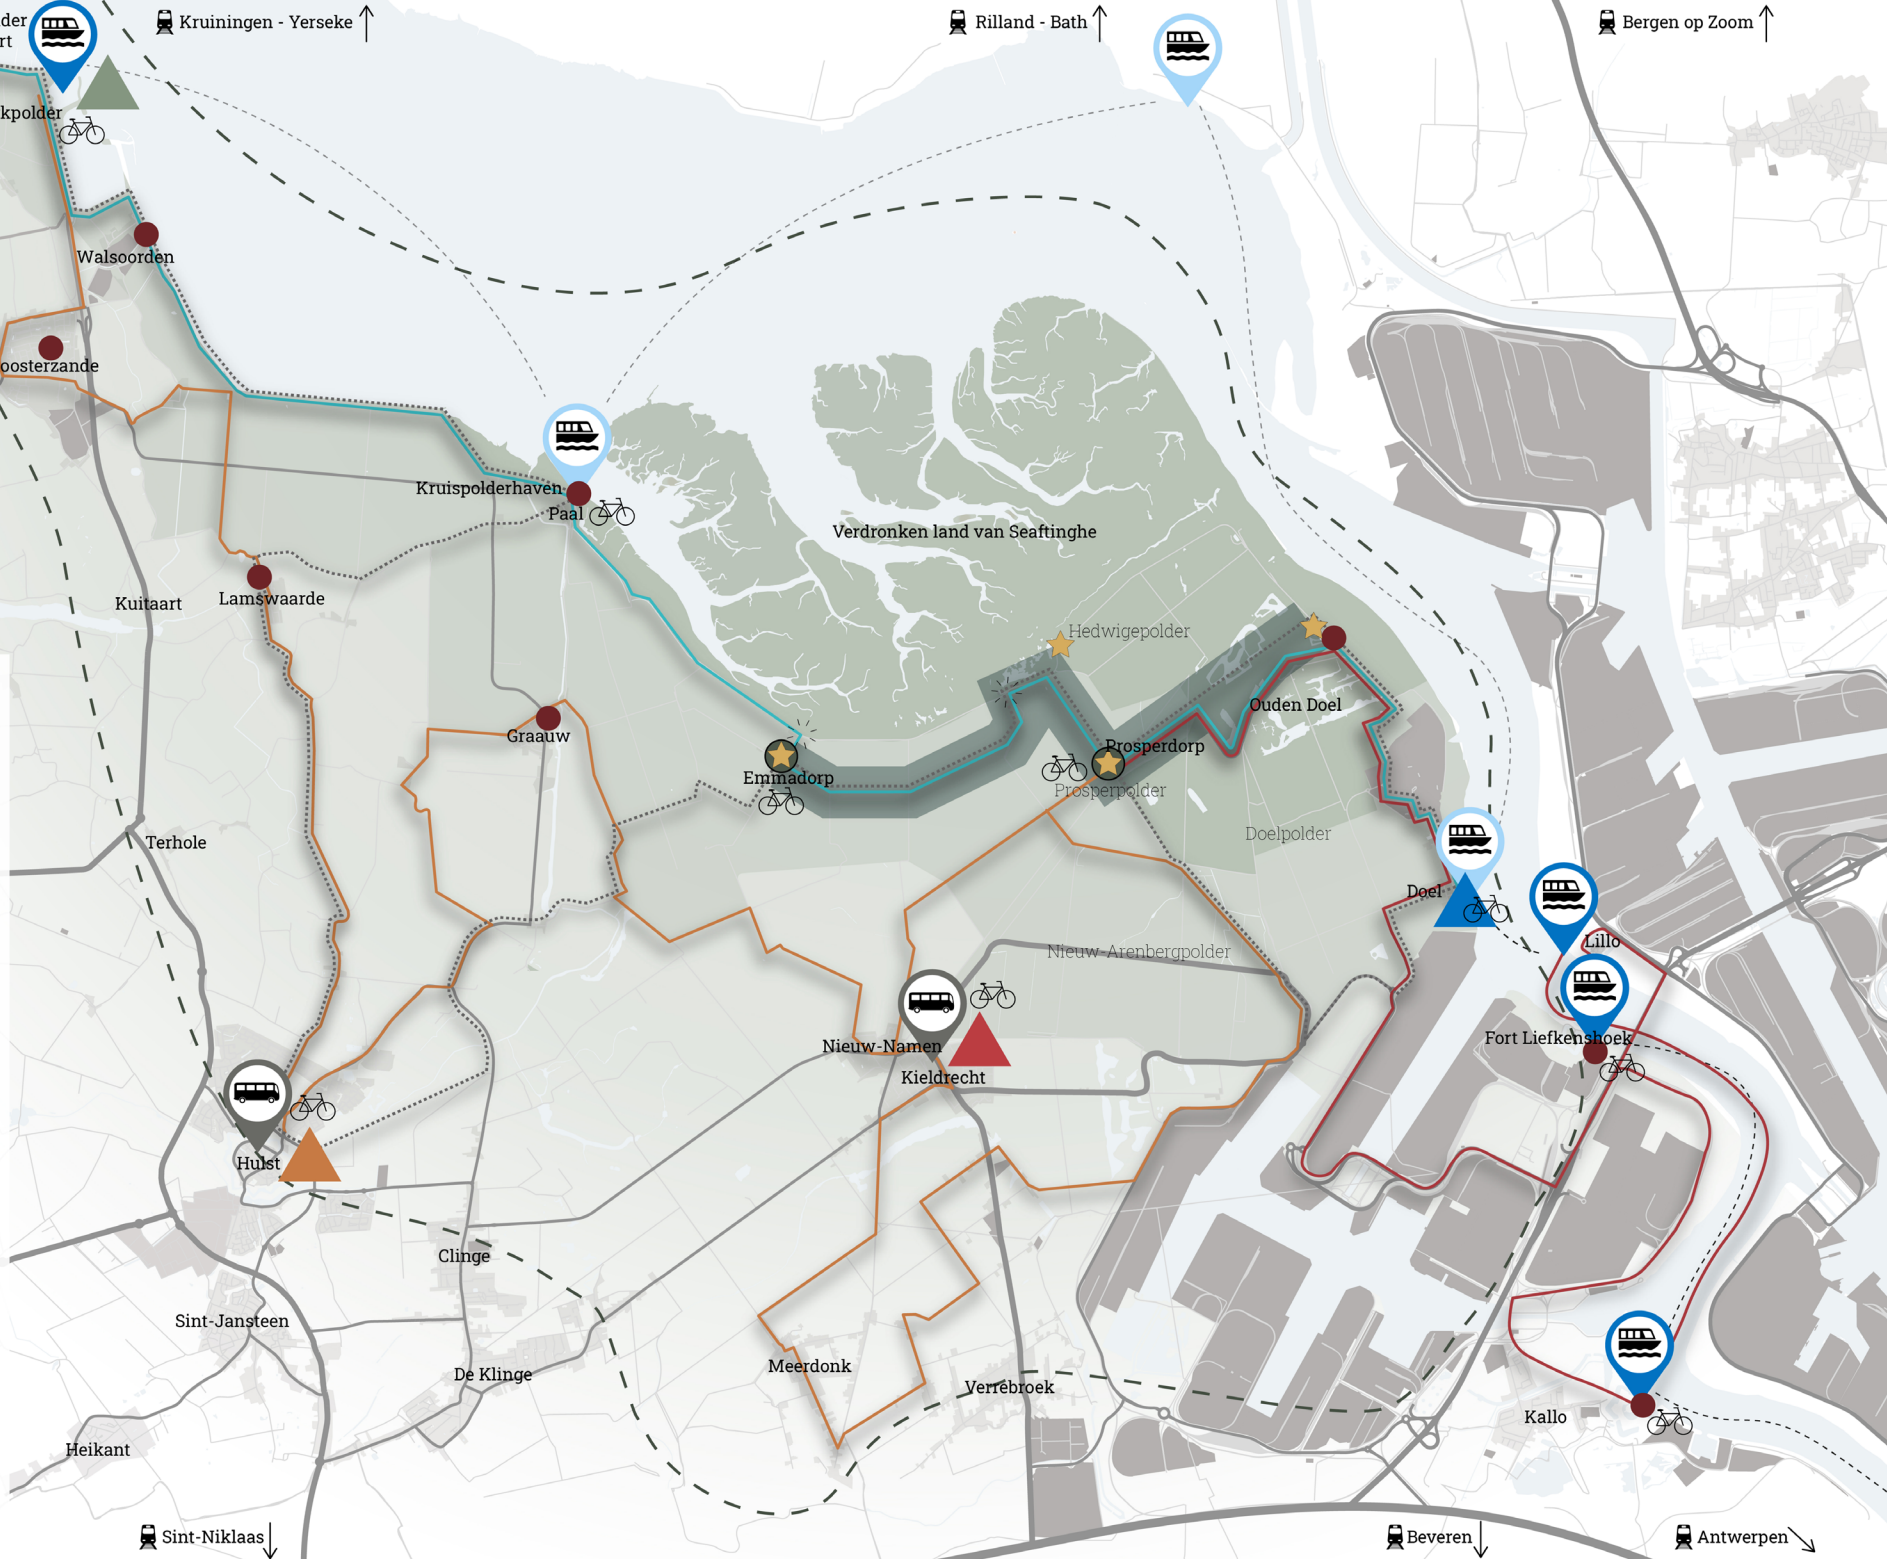 der
rt
Kruiningen - Yerseke
Rilland - Bath
Bergen op Zoom
kpolder
Walsoorden
oosterzande
Kruispolderhaven
Paal
Verdronken land van Seaftinghe
Kuitaart
Lamswaarde
Hedwigepolder
Graauw
Ouden Doel
Prosperdorp
Emmadorp
Prosperpolder
Terhole
Doelpolder
Doel
Lillo
Nieuw-Arenbergpolder
Fort Liefkenshoek
Nieuw-Namen
Kieldrecht
Hulst
Clinge
Sint-Jansteen
De Klinge
Meerdonk
Verrebroek
Kallo
Heikant
Sint-Niklaas
Beveren
Antwerpen